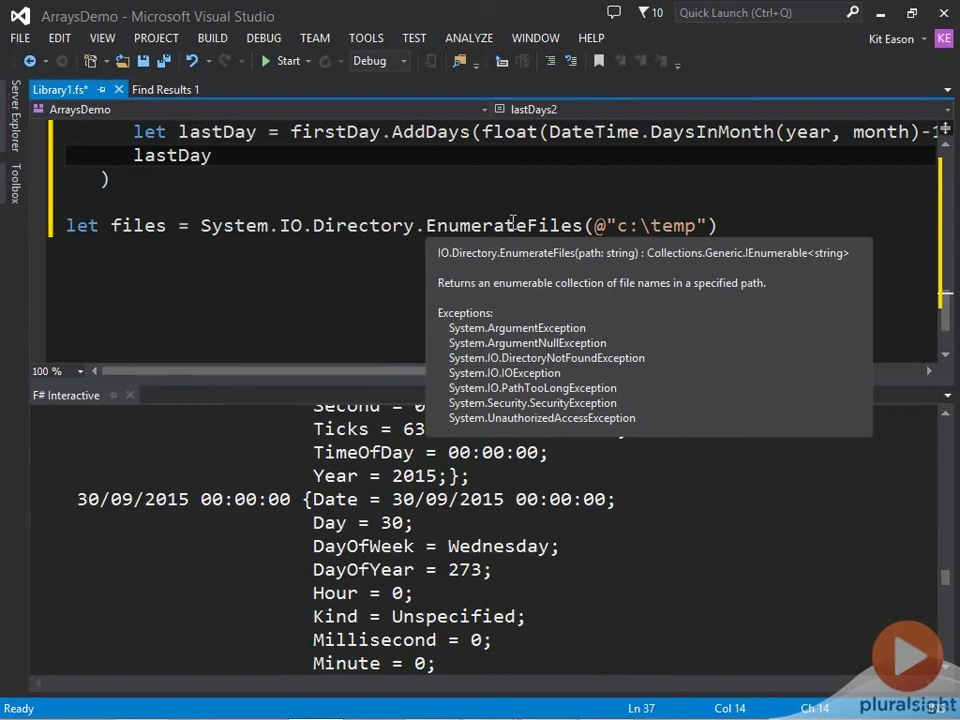 ArraysDemo - Microsoft Visual Studio
10
Quick Launch (Ctrl+Q)
FILE EDIT VIEW PROJECT BUILD DEBUG TEAM TOOLS TEST ANALYZE WINDOW HELP
Kit Eason KE
Start Debug
Server Explorer
Toolbox
Library1.fs* Find Results 1
ArraysDemo lastDays2
let lastDay = firstDay.AddDays(float(DateTime.DaysInMonth(year, month)-1
lastDay
)
let files = System.IO.Directory.EnumerateFiles(@"c:\temp")
IO.Directory.EnumerateFiles(path: string) : Collections.Generic.IEnumerable<string>
Returns an enumerable collection of file names in a specified path.
Exceptions:
System.ArgumentException
System.ArgumentNullException
System.IO.DirectoryNotFoundException
System.IO.IOException
System.IO.PathTooLongException
System.Security.SecurityException
System.UnauthorizedAccessException
100 %
F# Interactive
Second = 0
Ticks = 63
TimeOfDay = 00:00:00;
Year = 2015;};
30/09/2015 00:00:00 {Date = 30/09/2015 00:00:00;
Day = 30;
DayOfWeek = Wednesday;
DayOfYear = 273;
Hour = 0;
Kind = Unspecified;
Millisecond = 0;
Minute = 0;
pluralsight
Ready Ln 37 Col 14 Ch 14